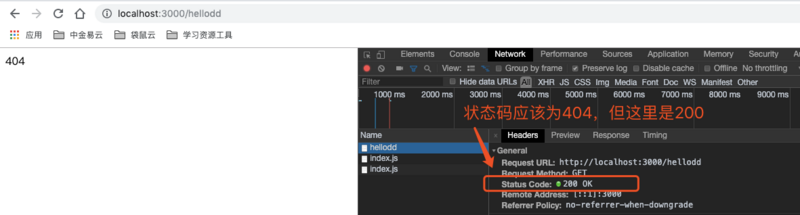 localhost:3000/hellodd
应用 中金易云 袋鼠云 学习资源工具
404
Elements Console Network Performance Sources Application Memory Security
View: Group by frame Preserve log Disable cache Offline No throttling
Filter Hide data URLs All XHR JS CSS Img Media Font Doc WS Manifest Other
1000 ms 2000 ms 3000 ms 4000 ms 5000 ms 6000 ms 7000 ms 8000 ms 9000 ms
状态码应该为404，但这里是200
Name
hellodd
index.js
index.js
× Headers Preview Response Timing
General
Request URL: http://localhost:3000/hellodd
Request Method: GET
Status Code: 200 OK
Remote Address: [::1]:3000
Referrer Policy: no-referrer-when-downgrade